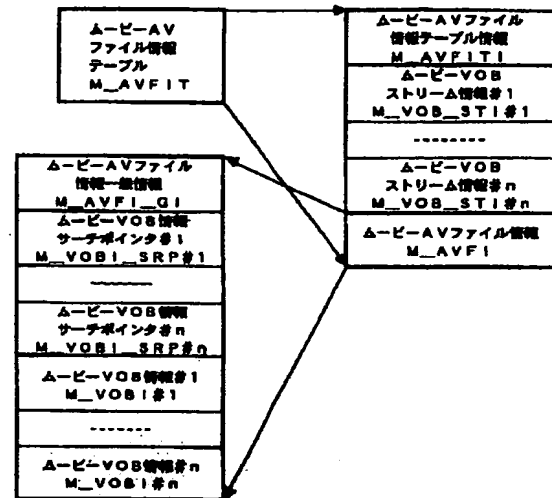 ムービーAV
ファイル情報
テーブル
M_AVFIT
ムービーAVファイル
情報テーブル情報
M_AVFITI
ムービーVOB
ストリーム情報#1
M_VOB_STI#1
--------
ムービーVOB
ストリーム情報#n
M_VOB_STI#n
ムービーAVファイル情報
M_AVFI
ムービーAVファイル
情報一般情報
M_AVFI_GI
ムービーVOB情報
サーチポインタ#1
M_VOBI_SRP#1
-------
ムービーVOB情報
サーチポインタ#n
M_VOBI_SRP#n
ムービーVOB情報#1
M_VOBI#1
-------
ムービーVOB情報#n
M_VOBI#n